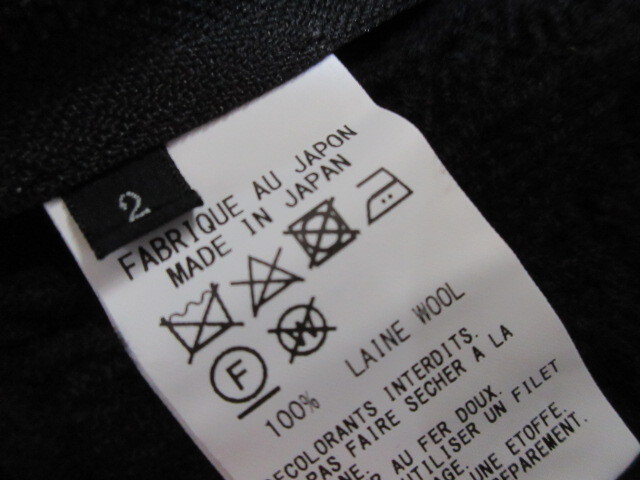 2
FABRIQUE AU JAPON
MADE IN JAPAN
F
W
100% LAINE WOOL
DECOLORANTS INTERDITS.
PAS FAIRE SECHER A LA
AU FER DOUX.
UTILISER UN FILET
UNE ETOFFE.